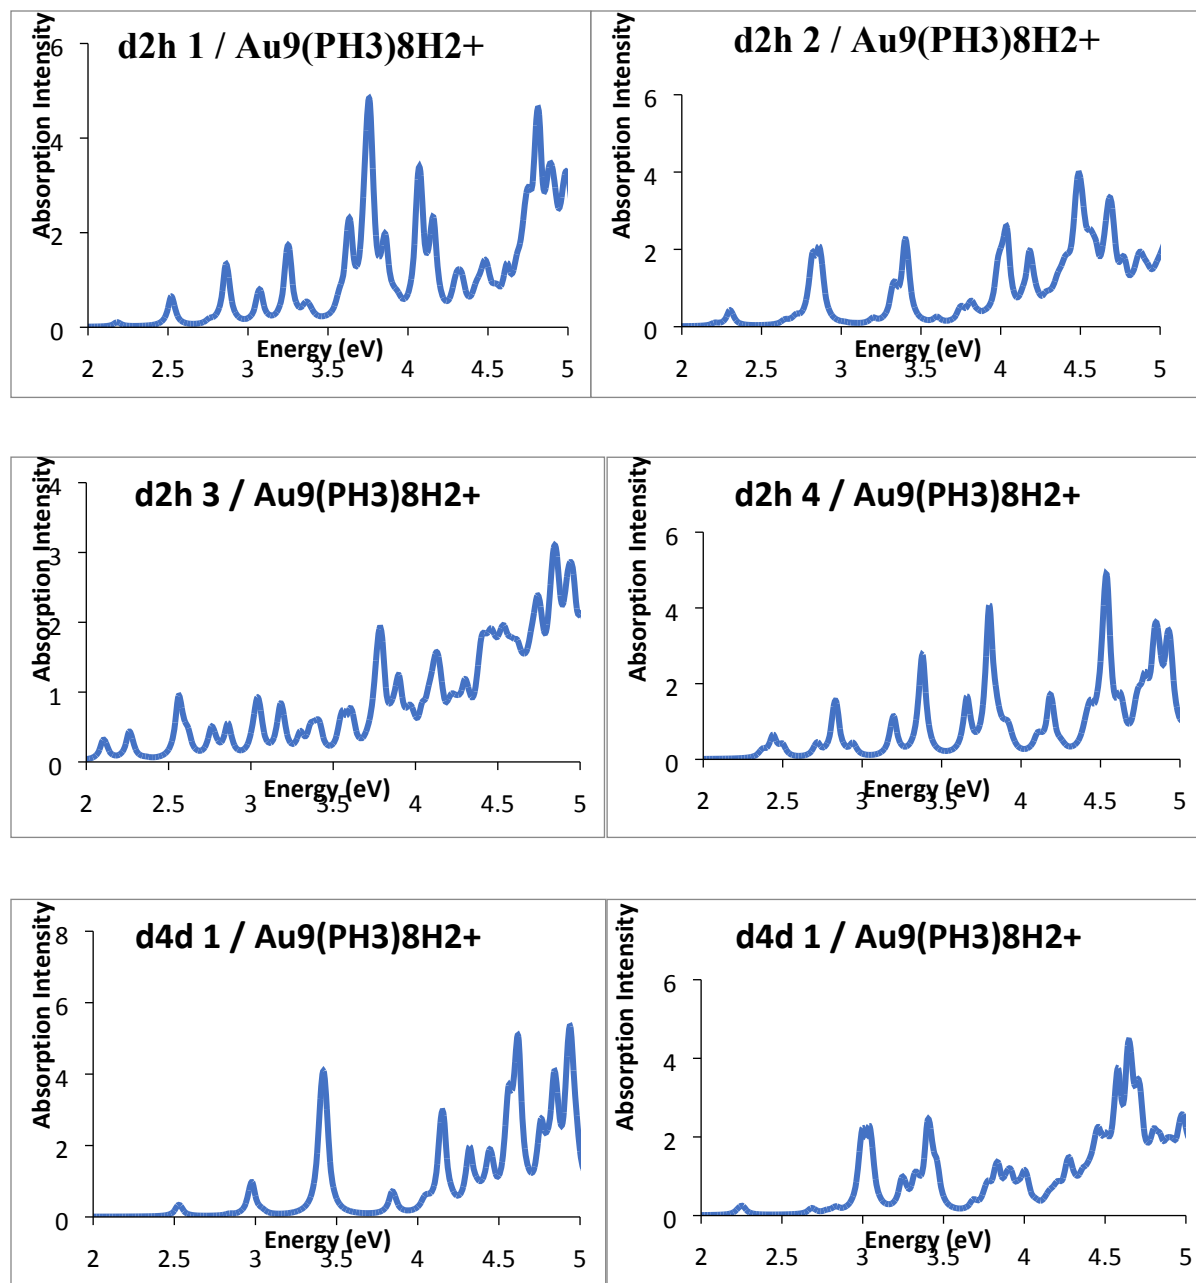 d2h 1 / Au9(PH3)8H2+
Absorption Intensity
6
4
2
0
2 2.5 3 3.5 4 4.5 5
Energy (eV)
d2h 2 / Au9(PH3)8H2+
Absorption Intensity
6
4
2
0
2 2.5 3 3.5 4 4.5 5
Energy (eV)
d2h 3 / Au9(PH3)8H2+
Absorption Intensity
4
3
2
1
0
2 2.5 3 3.5 4 4.5 5
Energy (eV)
d2h 4 / Au9(PH3)8H2+
Absorption Intensity
6
4
2
0
2 2.5 3 3.5 4 4.5 5
Energy (eV)
d4d 1 / Au9(PH3)8H2+
Absorption Intensity
8
6
4
2
0
2 2.5 3 3.5 4 4.5 5
Energy (eV)
d4d 1 / Au9(PH3)8H2+
Absorption Intensity
6
4
2
0
2 2.5 3 3.5 4 4.5 5
Energy (eV)